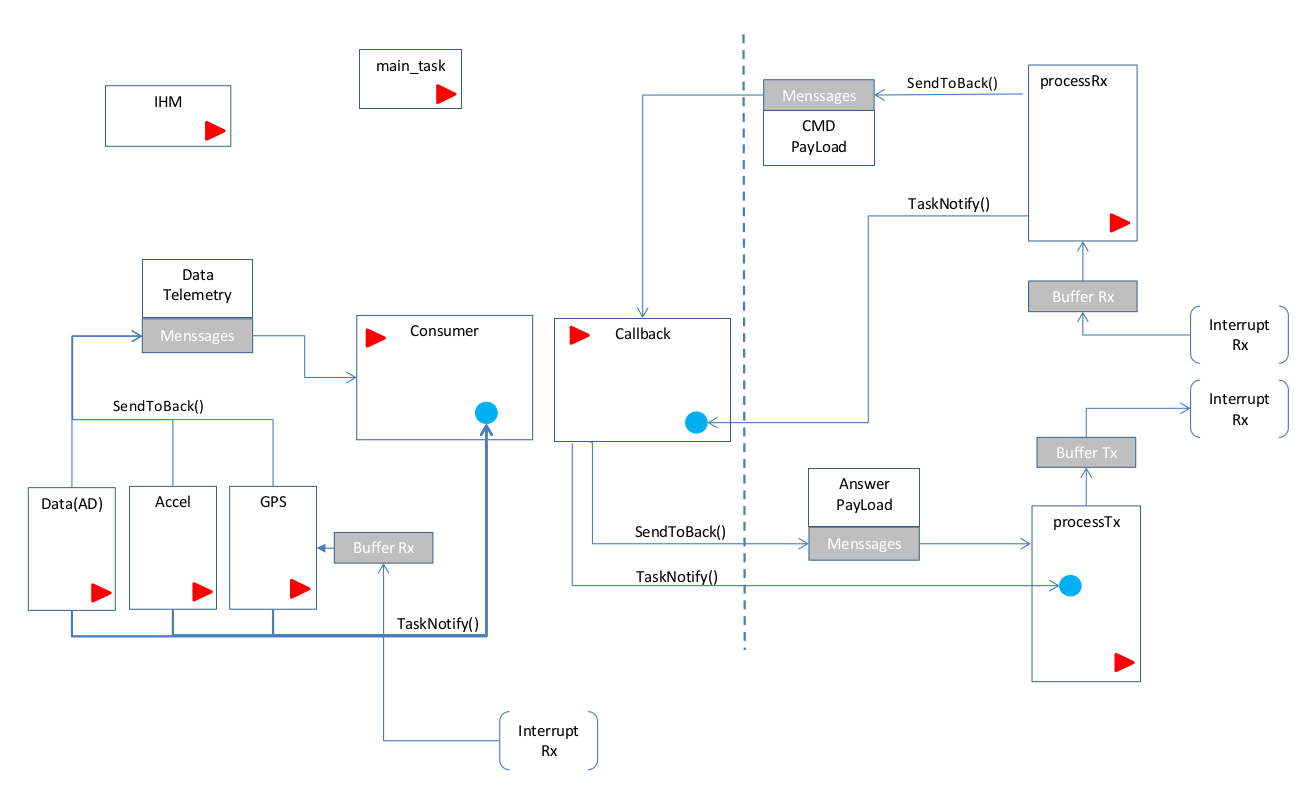 main_task
IHM
Menssages
CMD
PayLoad
SendToBack()
processRx
TaskNotify()
Data
Telemetry
Menssages
Consumer
Callback
Buffer Rx
Interrupt
Rx
Interrupt
Rx
SendToBack()
Buffer Tx
Data(AD)
Accel
GPS
Answer
PayLoad
Menssages
SendToBack()
TaskNotify()
processTx
Buffer Rx
TaskNotify()
Interrupt
Rx